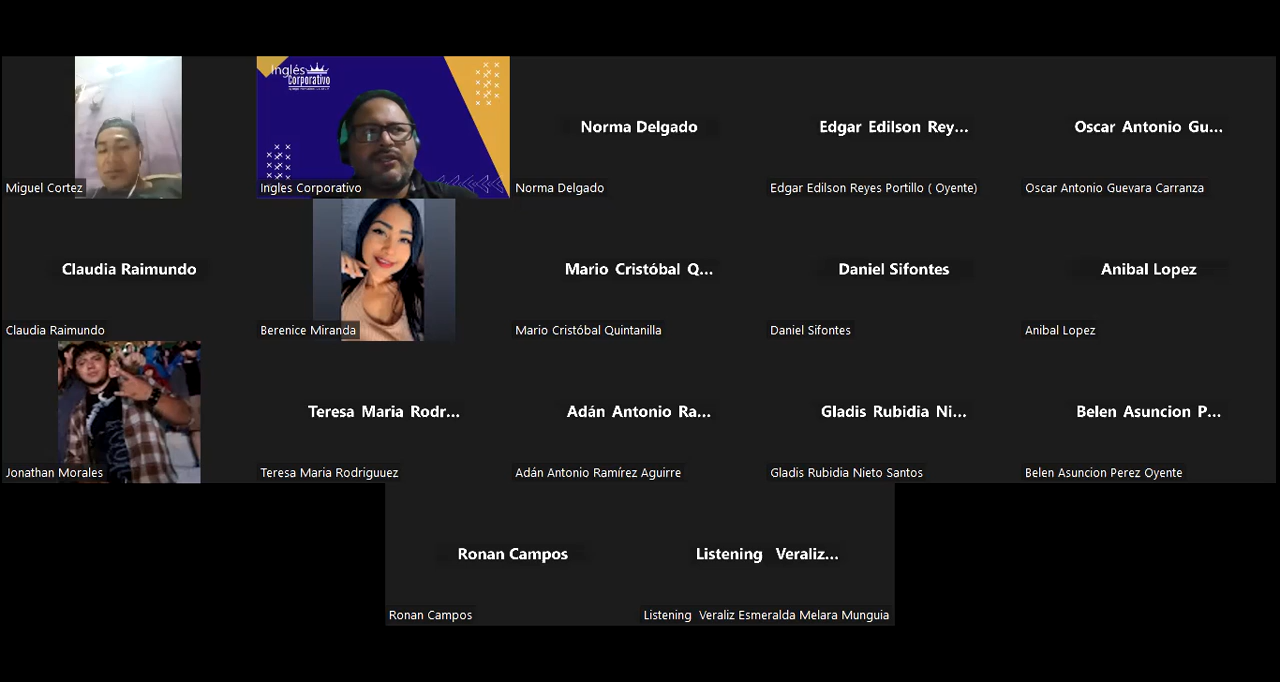 Inglés
Corporativo
Miguel Cortez
Ingles Corporativo
Norma Delgado
Norma Delgado
Edgar Edilson Rey...
Edgar Edilson Reyes Portillo ( Oyente)
Oscar Antonio Gu...
Oscar Antonio Guevara Carranza
Claudia Raimundo
Claudia Raimundo
Berenice Miranda
Mario Cristóbal Q...
Mario Cristóbal Quintanilla
Daniel Sifontes
Daniel Sifontes
Anibal Lopez
Anibal Lopez
Jonathan Morales
Teresa Maria Rodr...
Teresa Maria Rodriguuez
Adán Antonio Ra...
Adán Antonio Ramírez Aguirre
Gladis Rubidia Ni...
Gladis Rubidia Nieto Santos
Belen Asuncion P...
Belen Asuncion Perez Oyente
Ronan Campos
Ronan Campos
Listening Veraliz...
Listening Veraliz Esmeralda Melara Munguia